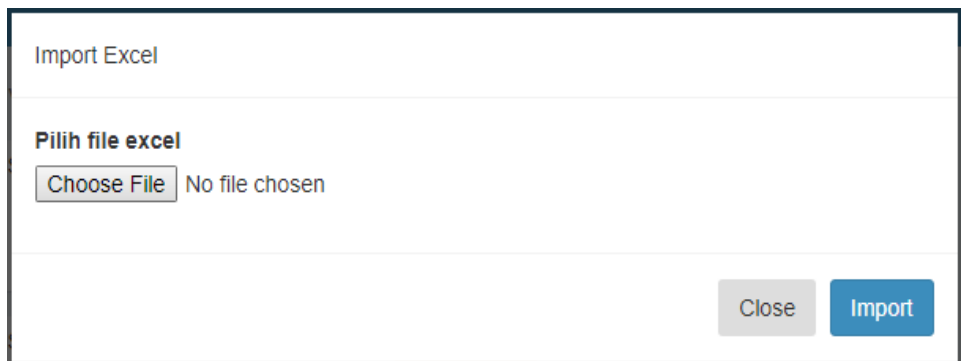 Import Excel
Pilih file excel
Choose File No file chosen
Close Import